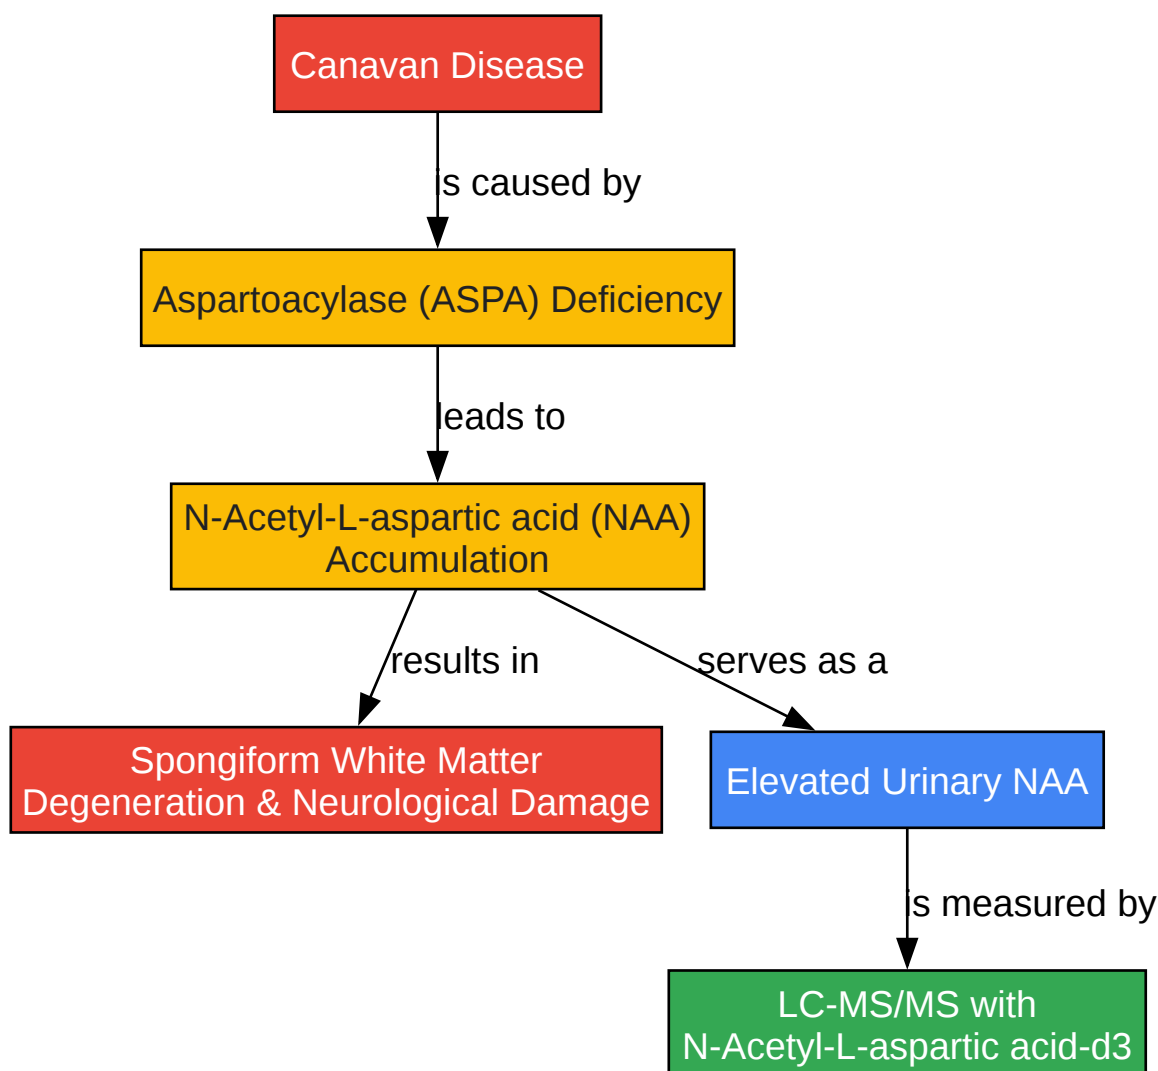 Canavan Disease
is caused by
Aspartoacylase (ASPA) Deficiency
leads to
N-Acetyl-L-aspartic acid (NAA)
Accumulation
results in
serves as a
Spongiform White Matter
Degeneration & Neurological Damage
Elevated Urinary NAA
is measured by
LC-MS/MS with
N-Acetyl-L-aspartic acid-d3